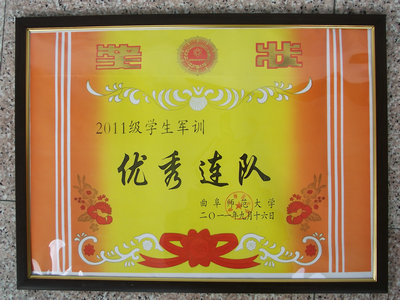 奖 状
2011级学生军训
优秀连队
曲阜师范大学
二〇一一年九月十六日